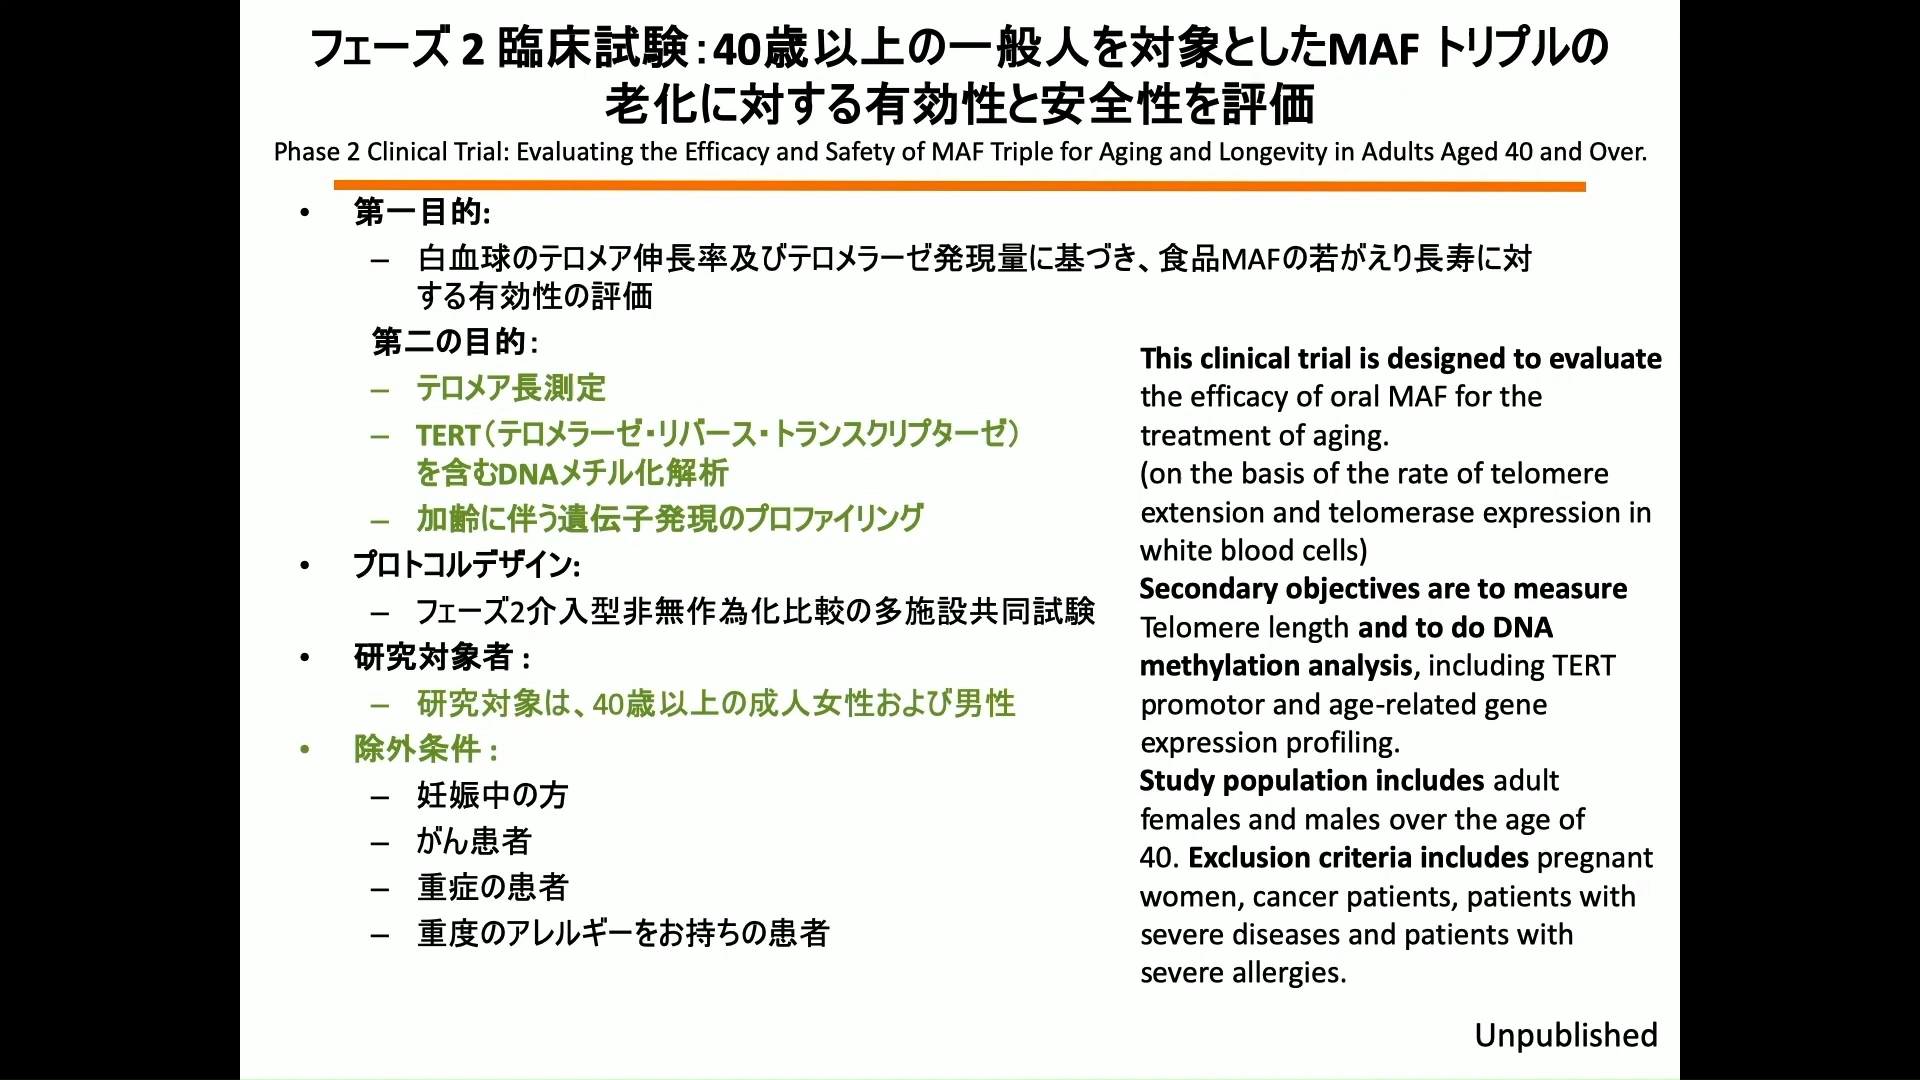 フェーズ 2 臨床試験：40歳以上の一般人を対象としたMAF トリプルの
老化に対する有効性と安全性を評価
Phase 2 Clinical Trial: Evaluating the Efficacy and Safety of MAF Triple for Aging and Longevity in Adults Aged 40 and Over.
• 第一目的:
– 白血球のテロメア伸長率及びテロメラーゼ発現量に基づき、食品MAFの若がえり長寿に対
する有効性の評価
第二の目的：
– テロメア長測定
– TERT（テロメラーゼ・リバース・トランスクリプターゼ）
を含むDNAメチル化解析
– 加齢に伴う遺伝子発現のプロファイリング
• プロトコルデザイン:
– フェーズ2介入型非無作為化比較の多施設共同試験
• 研究対象者 :
– 研究対象は、40歳以上の成人女性および男性
• 除外条件 :
– 妊娠中の方
– がん患者
– 重症の患者
– 重度のアレルギーをお持ちの患者
This clinical trial is designed to evaluate
the efficacy of oral MAF for the
treatment of aging.
(on the basis of the rate of telomere
extension and telomerase expression in
white blood cells)
Secondary objectives are to measure
Telomere length and to do DNA
methylation analysis, including TERT
promotor and age-related gene
expression profiling.
Study population includes adult
females and males over the age of
40. Exclusion criteria includes pregnant
women, cancer patients, patients with
severe diseases and patients with
severe allergies.
Unpublished